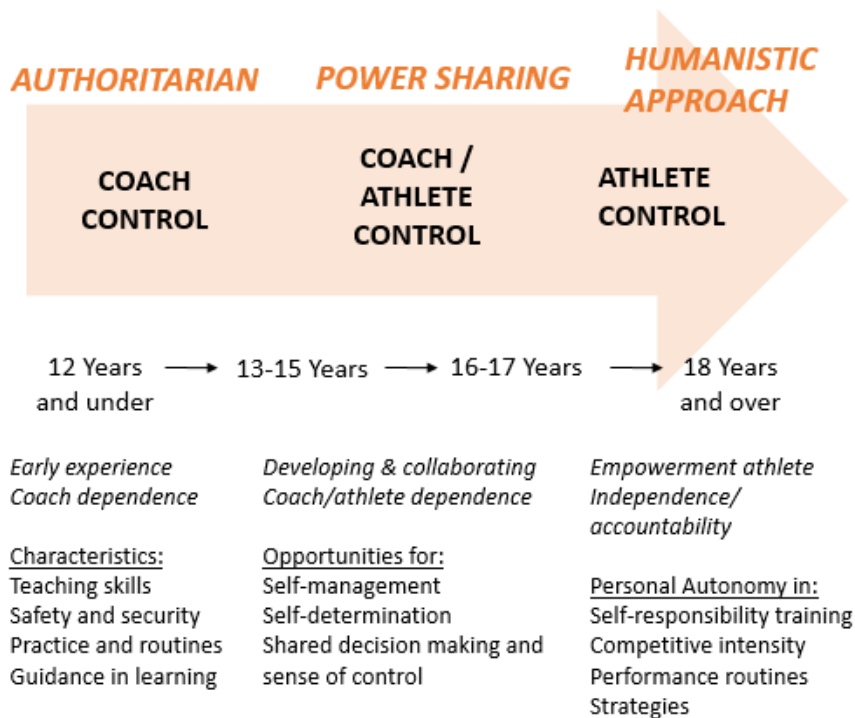 AUTHORITARIAN
POWER SHARING
HUMANISTIC
APPROACH
COACH
CONTROL
COACH /
ATHLETE
CONTROL
ATHLETE
CONTROL
12 Years
and under
13-15 Years
16-17 Years
18 Years
and over
Early experience
Coach dependence
Characteristics:
Teaching skills
Safety and security
Practice and routines
Guidance in learning
Developing & collaborating
Coach/athlete dependence
Opportunities for:
Self-management
Self-determination
Shared decision making and
sense of control
Empowerment athlete
Independence/
accountability
Personal Autonomy in:
Self-responsibility training
Competitive intensity
Performance routines
Strategies